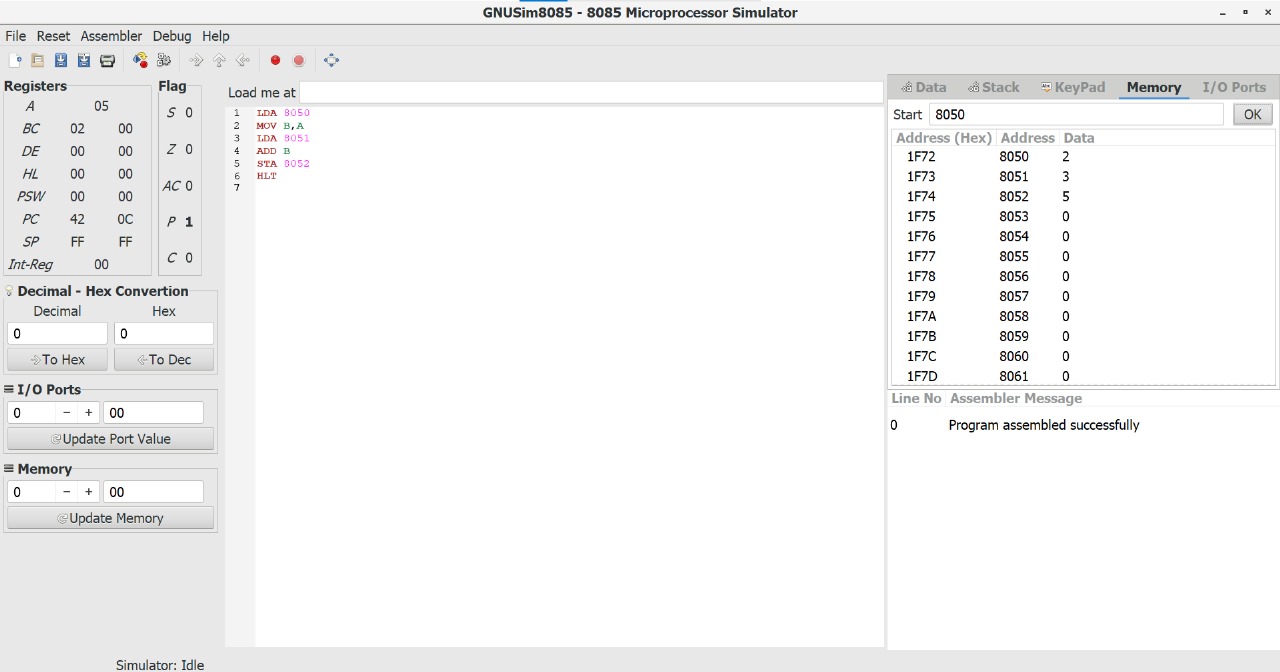 GNUSim8085 - 8085 Microprocessor Simulator
File Reset Assembler Debug Help
Registers
A 05
BC 02 00
DE 00 00
HL 00 00
PSW 00 00
PC 42 0C
SP FF FF
Int-Reg 00
Flag
S 0
Z 0
AC 0
P 1
C 0
Decimal - Hex Convertion
Decimal Hex
0 0
To Hex To Dec
I/O Ports
0 − + 00
Update Port Value
Memory
0 − + 00
Update Memory
Load me at
1 LDA 8050
2 MOV B,A
3 LDA 8051
4 ADD B
5 STA 8052
6 HLT
7
Data Stack KeyPad Memory I/O Ports
Start 8050 OK
Address (Hex) Address Data
1F72 8050 2
1F73 8051 3
1F74 8052 5
1F75 8053 0
1F76 8054 0
1F77 8055 0
1F78 8056 0
1F79 8057 0
1F7A 8058 0
1F7B 8059 0
1F7C 8060 0
1F7D 8061 0
Line No Assembler Message
0 Program assembled successfully
Simulator: Idle